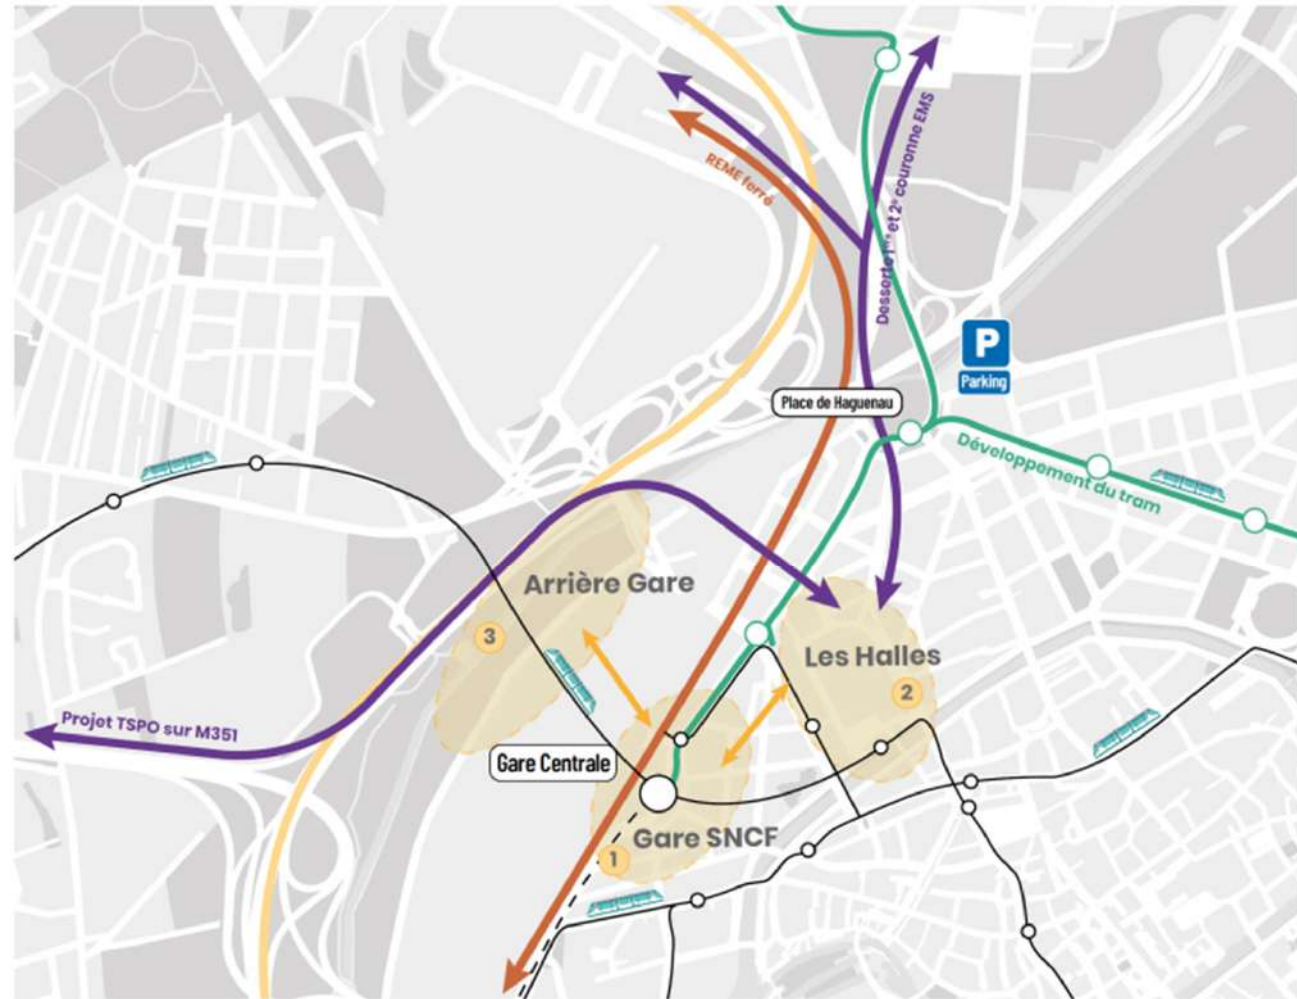 REME ferré
Desserte 1ère et 2e couronne EMS
P
Parking
Place de Haguenau
Développement du tram
Arrière Gare
3
Les Halles
2
Projet TSPO sur M351
Gare Centrale
Gare SNCF
1